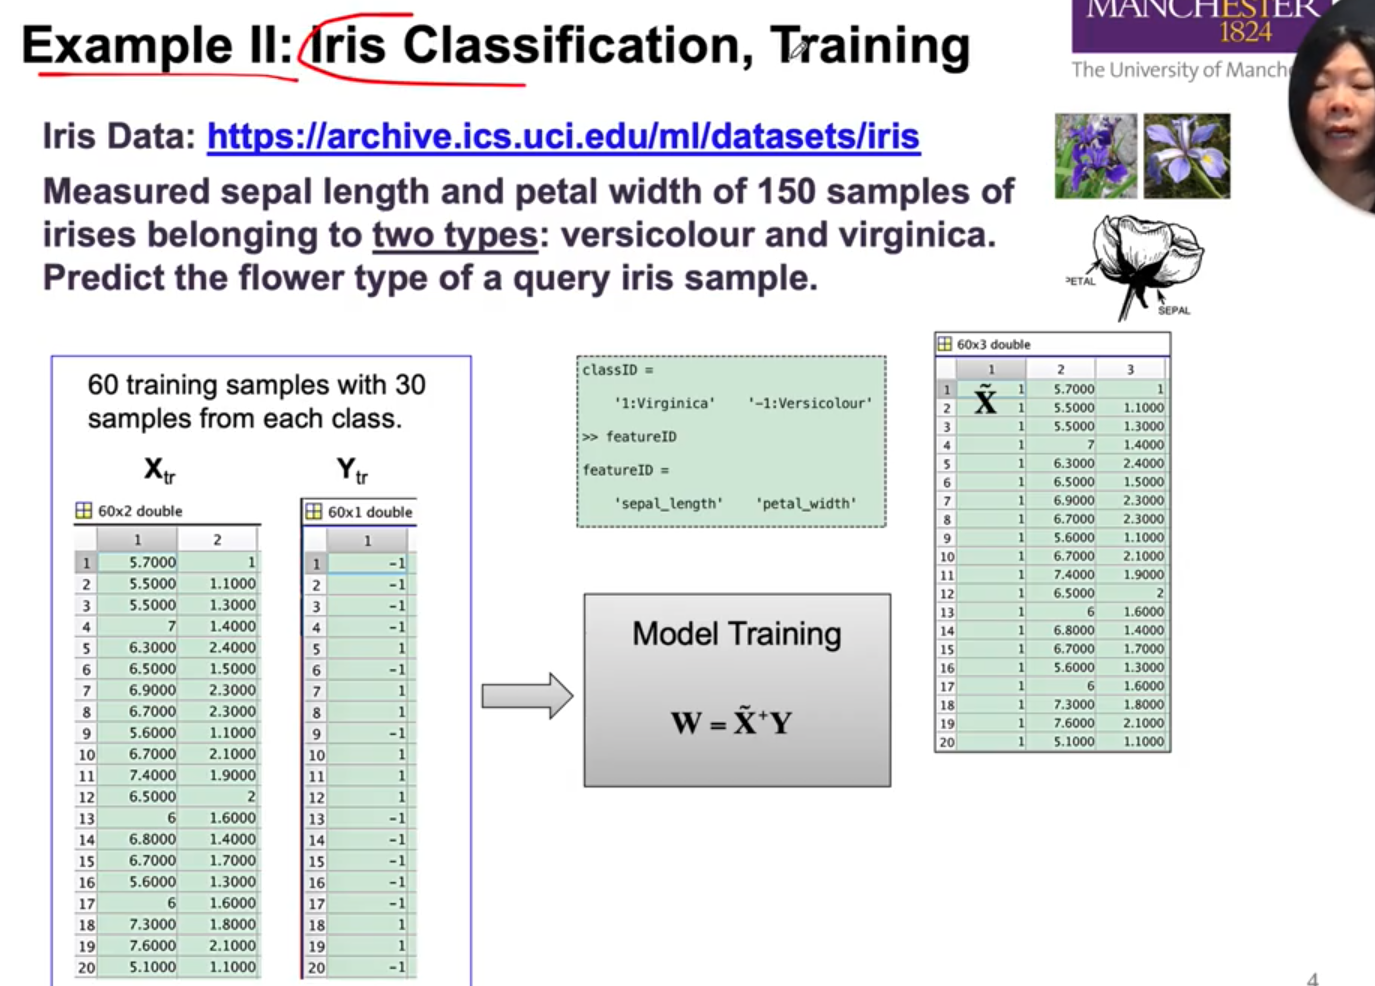 Example II: Iris Classification, Training
MANCHESTER
1824
The University of Manch
Iris Data: https://archive.ics.uci.edu/ml/datasets/iris
Measured sepal length and petal width of 150 samples of
irises belonging to two types: versicolour and virginica.
Predict the flower type of a query iris sample.
PETAL
SEPAL
60 training samples with 30
samples from each class.
Xtr Ytr
60x2 double
1 2
1 5.7000 1
2 5.5000 1.1000
3 5.5000 1.3000
4 7 1.4000
5 6.3000 2.4000
6 6.5000 1.5000
7 6.9000 2.3000
8 6.7000 2.3000
9 5.6000 1.1000
10 6.7000 2.1000
11 7.4000 1.9000
12 6.5000 2
13 6 1.6000
14 6.8000 1.4000
15 6.7000 1.7000
16 5.6000 1.3000
17 6 1.6000
18 7.3000 1.8000
19 7.6000 2.1000
20 5.1000 1.1000
60x1 double
1
1 -1
2 -1
3 -1
4 -1
5 1
6 -1
7 1
8 1
9 -1
10 1
11 1
12 1
13 -1
14 -1
15 -1
16 -1
17 -1
18 1
19 1
20 -1
classID =
'1:Virginica' '-1:Versicolour'
>> featureID
featureID =
'sepal_length' 'petal_width'
Model Training
W = X̃⁺Y
60x3 double
1 2 3
X̃
1 1 5.7000 1
2 1 5.5000 1.1000
3 1 5.5000 1.3000
4 1 7 1.4000
5 1 6.3000 2.4000
6 1 6.5000 1.5000
7 1 6.9000 2.3000
8 1 6.7000 2.3000
9 1 5.6000 1.1000
10 1 6.7000 2.1000
11 1 7.4000 1.9000
12 1 6.5000 2
13 1 6 1.6000
14 1 6.8000 1.4000
15 1 6.7000 1.7000
16 1 5.6000 1.3000
17 1 6 1.6000
18 1 7.3000 1.8000
19 1 7.6000 2.1000
20 1 5.1000 1.1000
4